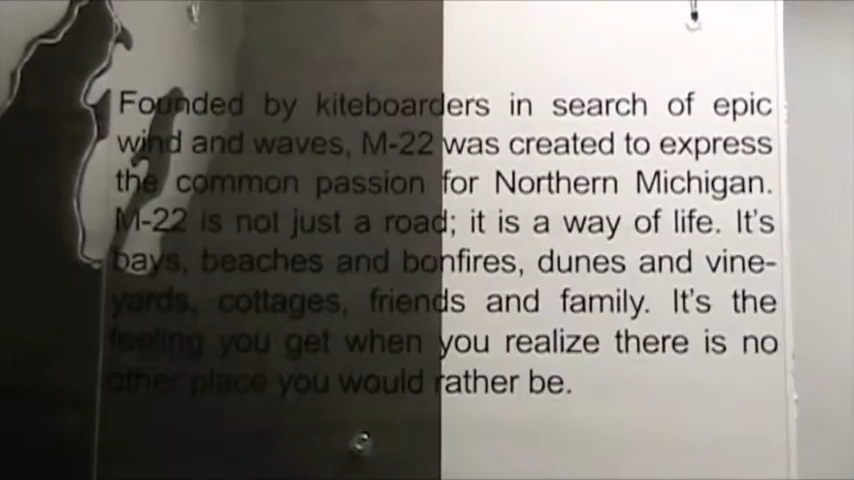 Founded by kiteboarders in search of epic
wind and waves, M-22 was created to express
the common passion for Northern Michigan.
M-22 is not just a road; it is a way of life. It's
bays, beaches and bonfires, dunes and vine-
yards, cottages, friends and family. It's the
feeling you get when you realize there is no
other place you would rather be.